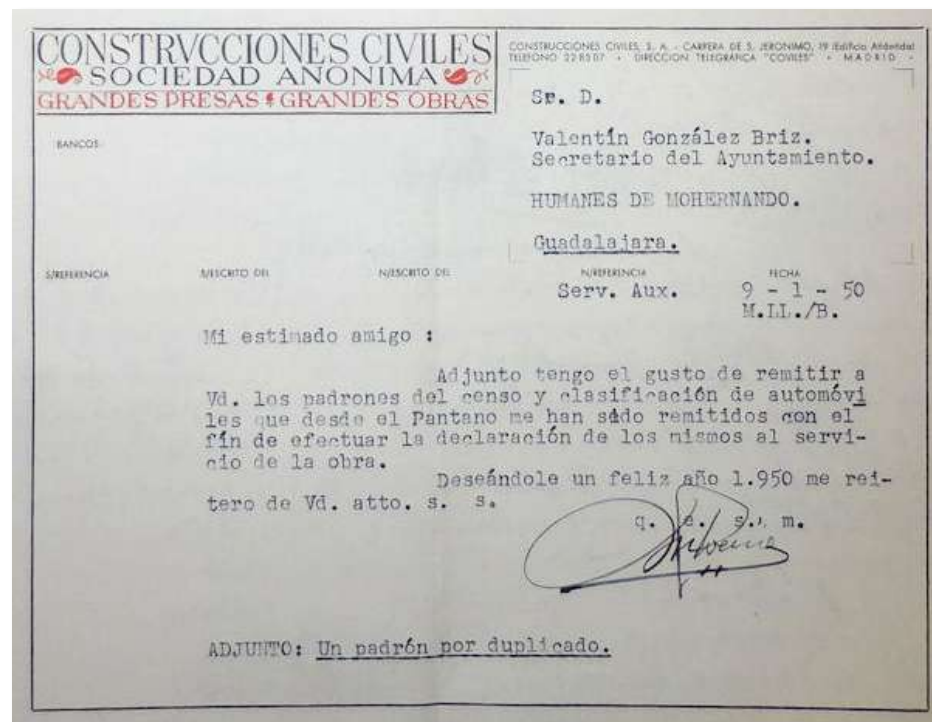 CONSTRVCCIONES CIVILES
SOCIEDAD ANONIMA
GRANDES PRESAS GRANDES OBRAS
CONSTRUCCIONES CIVILES, S. A. - CARRERA DE S. JERONIMO, 19 (Edificio
TELEFONO 22 85 07 • DIRECCION TELEGRAFICA "COVILES" • MADRID
BANCOS:
Sr. D.
Valentín González Briz.
Secretario del Ayuntamiento.
HUMANES DE MOHERNANDO.
Guadalajara.
S/REFERENCIA S/ESCRITO DEL N/ESCRITO DEL N/REFERENCIA FECHA
Serv. Aux. 9 - 1 - 50
M.LL./B.
Mi estimado amigo :
Adjunto tengo el gusto de remitir a
Vd. los padrones del censo y clasificación de automóvi
les que desde el Pantano me han sido remitidos con el
fín de efectuar la declaración de los mismos al servi-
cio de la obra.
Deseándole un feliz año 1.950 me rei-
tero de Vd. atto. s. s.
q. e. s. m.
ADJUNTO: Un padrón por duplicado.